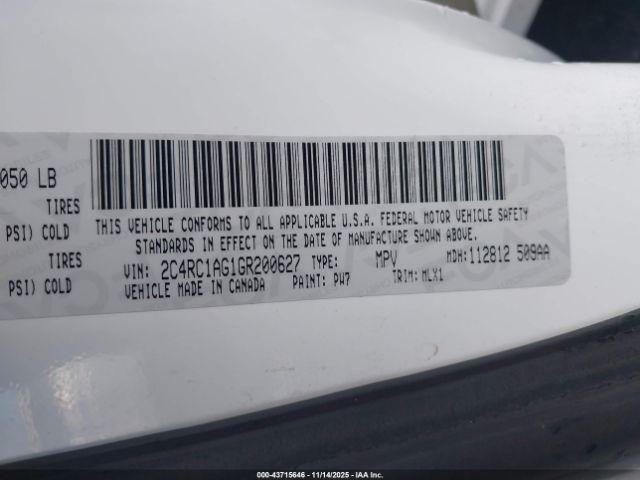 050 LB
TIRES
PSI) COLD
TIRES
PSI) COLD
THIS VEHICLE CONFORMS TO ALL APPLICABLE U.S.A. FEDERAL MOTOR VEHICLE SAFETY
STANDARDS IN EFFECT ON THE DATE OF MANUFACTURE SHOWN ABOVE.
VIN: 2C4RC1AG1GR200627 TYPE: MPV MDH:112812 509AA
VEHICLE MADE IN CANADA PAINT: PW7 TRIM: MLX1
000-43715646 - 11/14/2025 - IAA Inc.